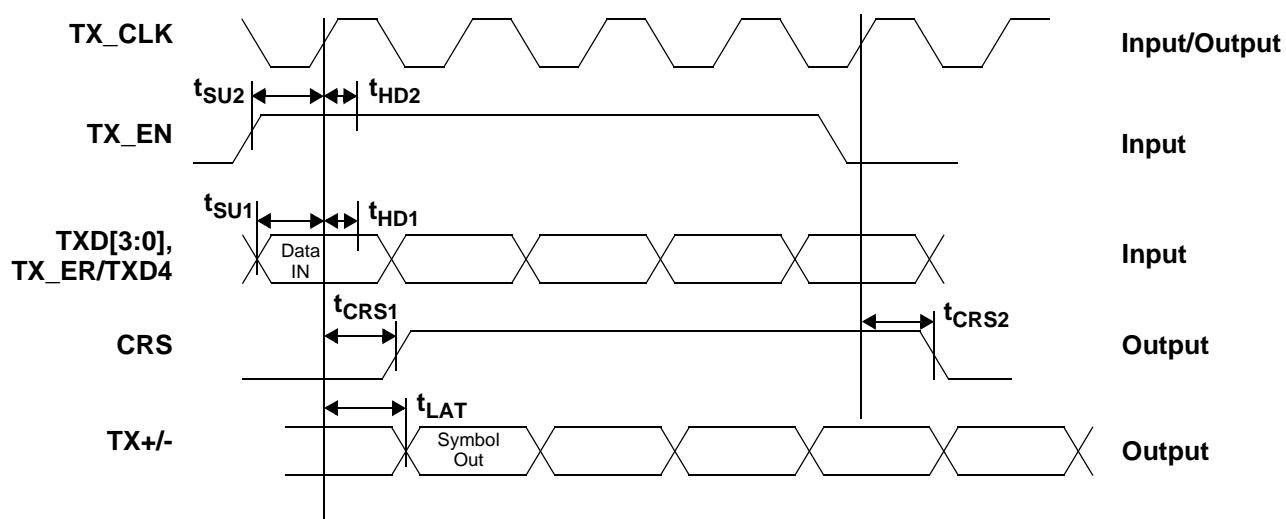 TX_CLK
Input/Output
tSU2
tHD2
TX_EN
Input
tSU1
tHD1
TXD[3:0],
TX_ER/TXD4
Data
IN
Input
tCRS1
tCRS2
CRS
Output
tLAT
TX+/-
Symbol
Out
Output